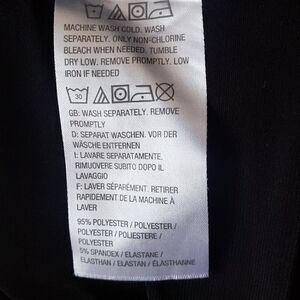 MACHINE WASH COLD. WASH
SEPARATELY. ONLY NON-CHLORINE
BLEACH WHEN NEEDED. TUMBLE
DRY LOW. REMOVE PROMPTLY. LOW
IRON IF NEEDED
30
GB: WASH SEPARATELY. REMOVE
PROMPTLY
D: SEPARAT WASCHEN. VOR DER
WÄSCHE ENTFERNEN
I: LAVARE SEPARATAMENTE.
RIMUOVERE SUBITO DOPO IL
LAVAGGIO
F: LAVER SÉPARÉMENT. RETIRER
RAPIDEMENT DE LA MACHINE À
LAVER
95% POLYESTER / POLYESTER /
POLYESTER / POLIESTERE /
POLYESTER
5% SPANDEX / ELASTANE /
ELASTHAN / ELASTAN / ÉLASTHANNE